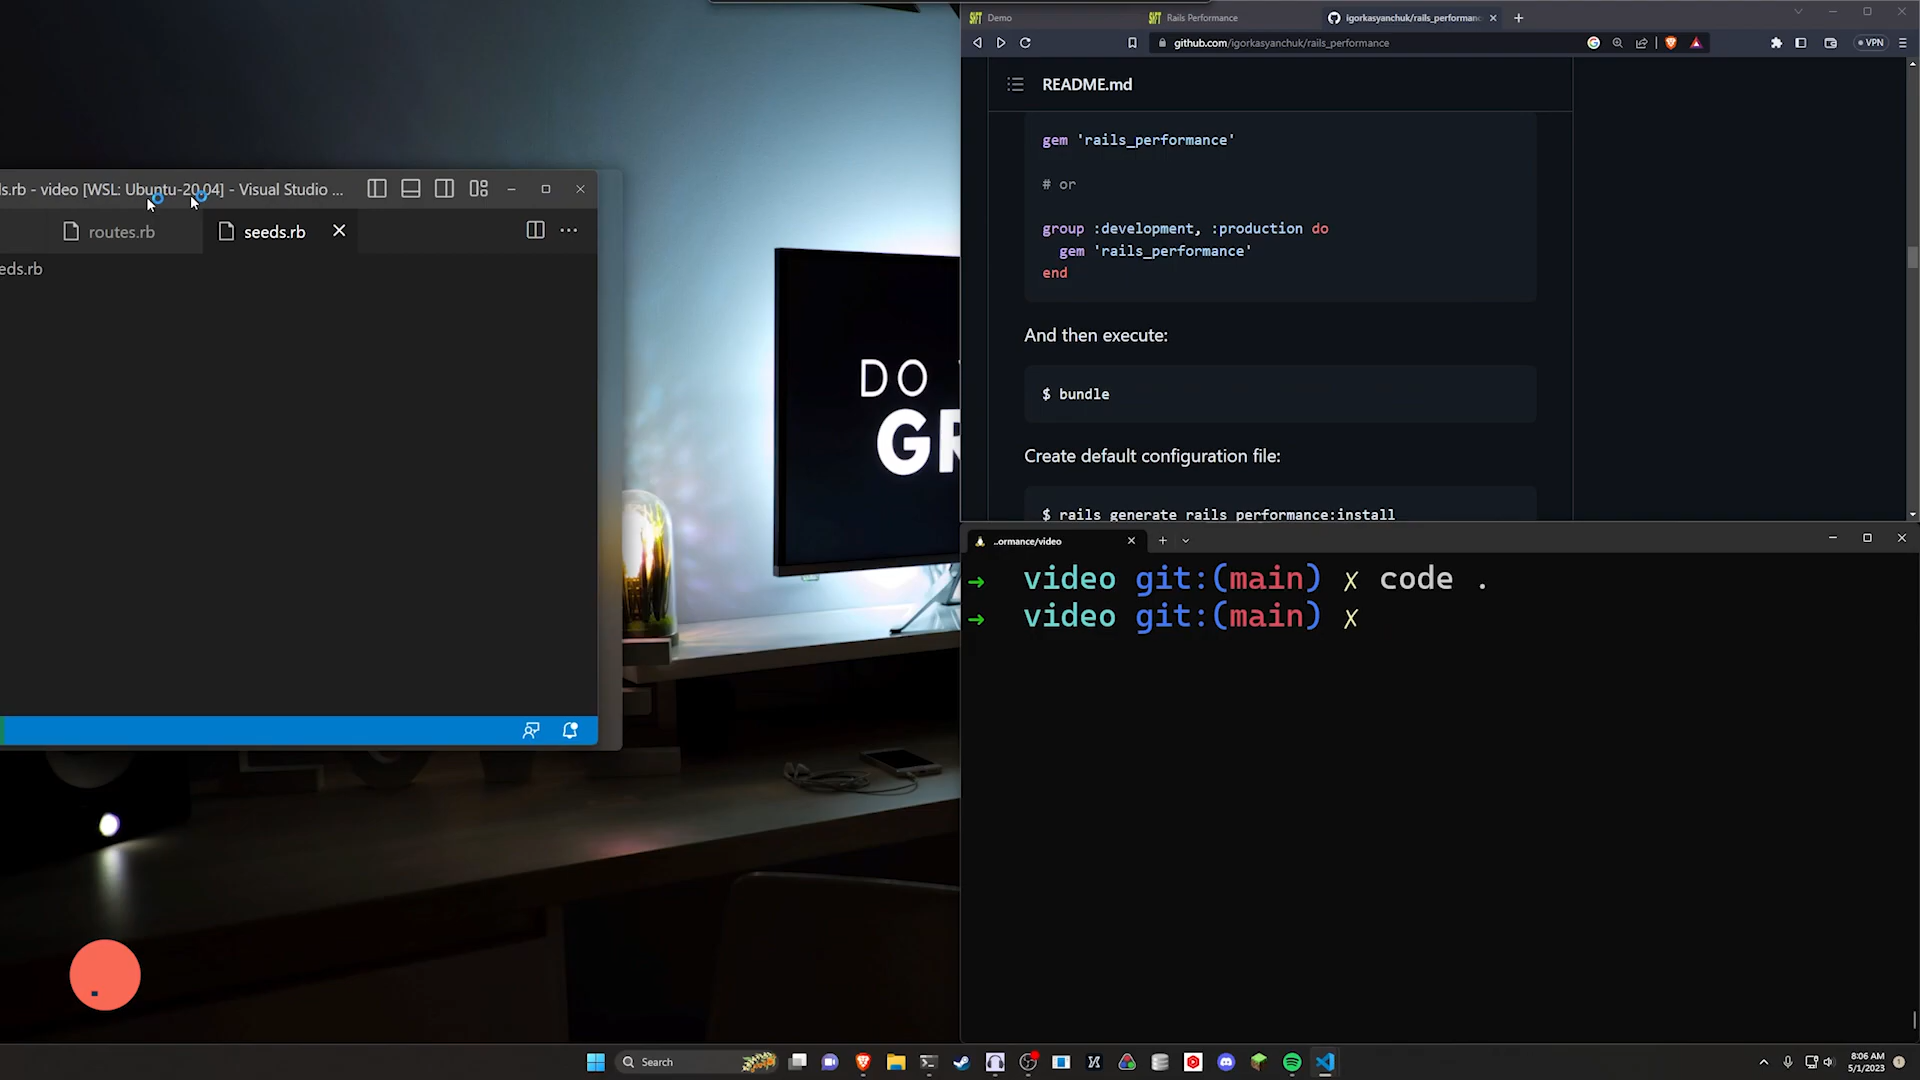 Demo
Rails Performance
igorkasyanchuk/rails_performan
github.com/igorkasyanchuk/rails_performance
VPN
README.md
gem 'rails_performance'
# or
group :development, :production do
gem 'rails_performance'
end
And then execute:
$ bundle
Create default configuration file:
$ rails generate rails_performance:install
ds.rb - video [WSL: Ubuntu-20.04] - Visual Studio ...
routes.rb
seeds.rb
eds.rb
DO
GR
..ormance/video
→ video git:(main) ✗ code .
→ video git:(main) ✗
Search
8:06 AM
5/1/2023